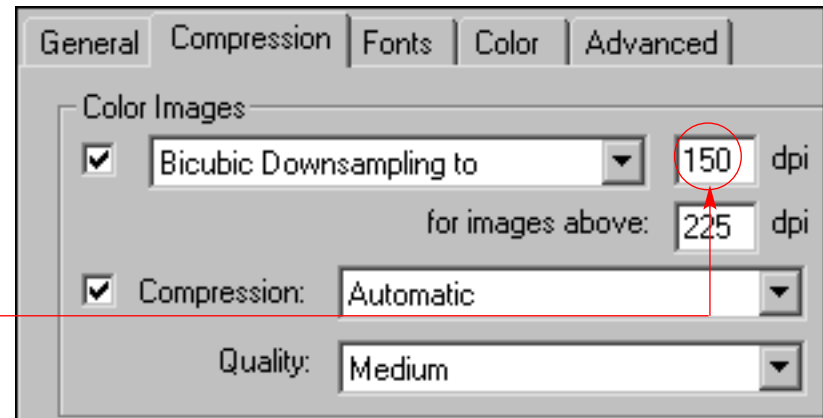 General Compression Fonts Color Advanced
Color Images
Bicubic Downsampling to 150 dpi
for images above: 225 dpi
Compression: Automatic
Quality: Medium